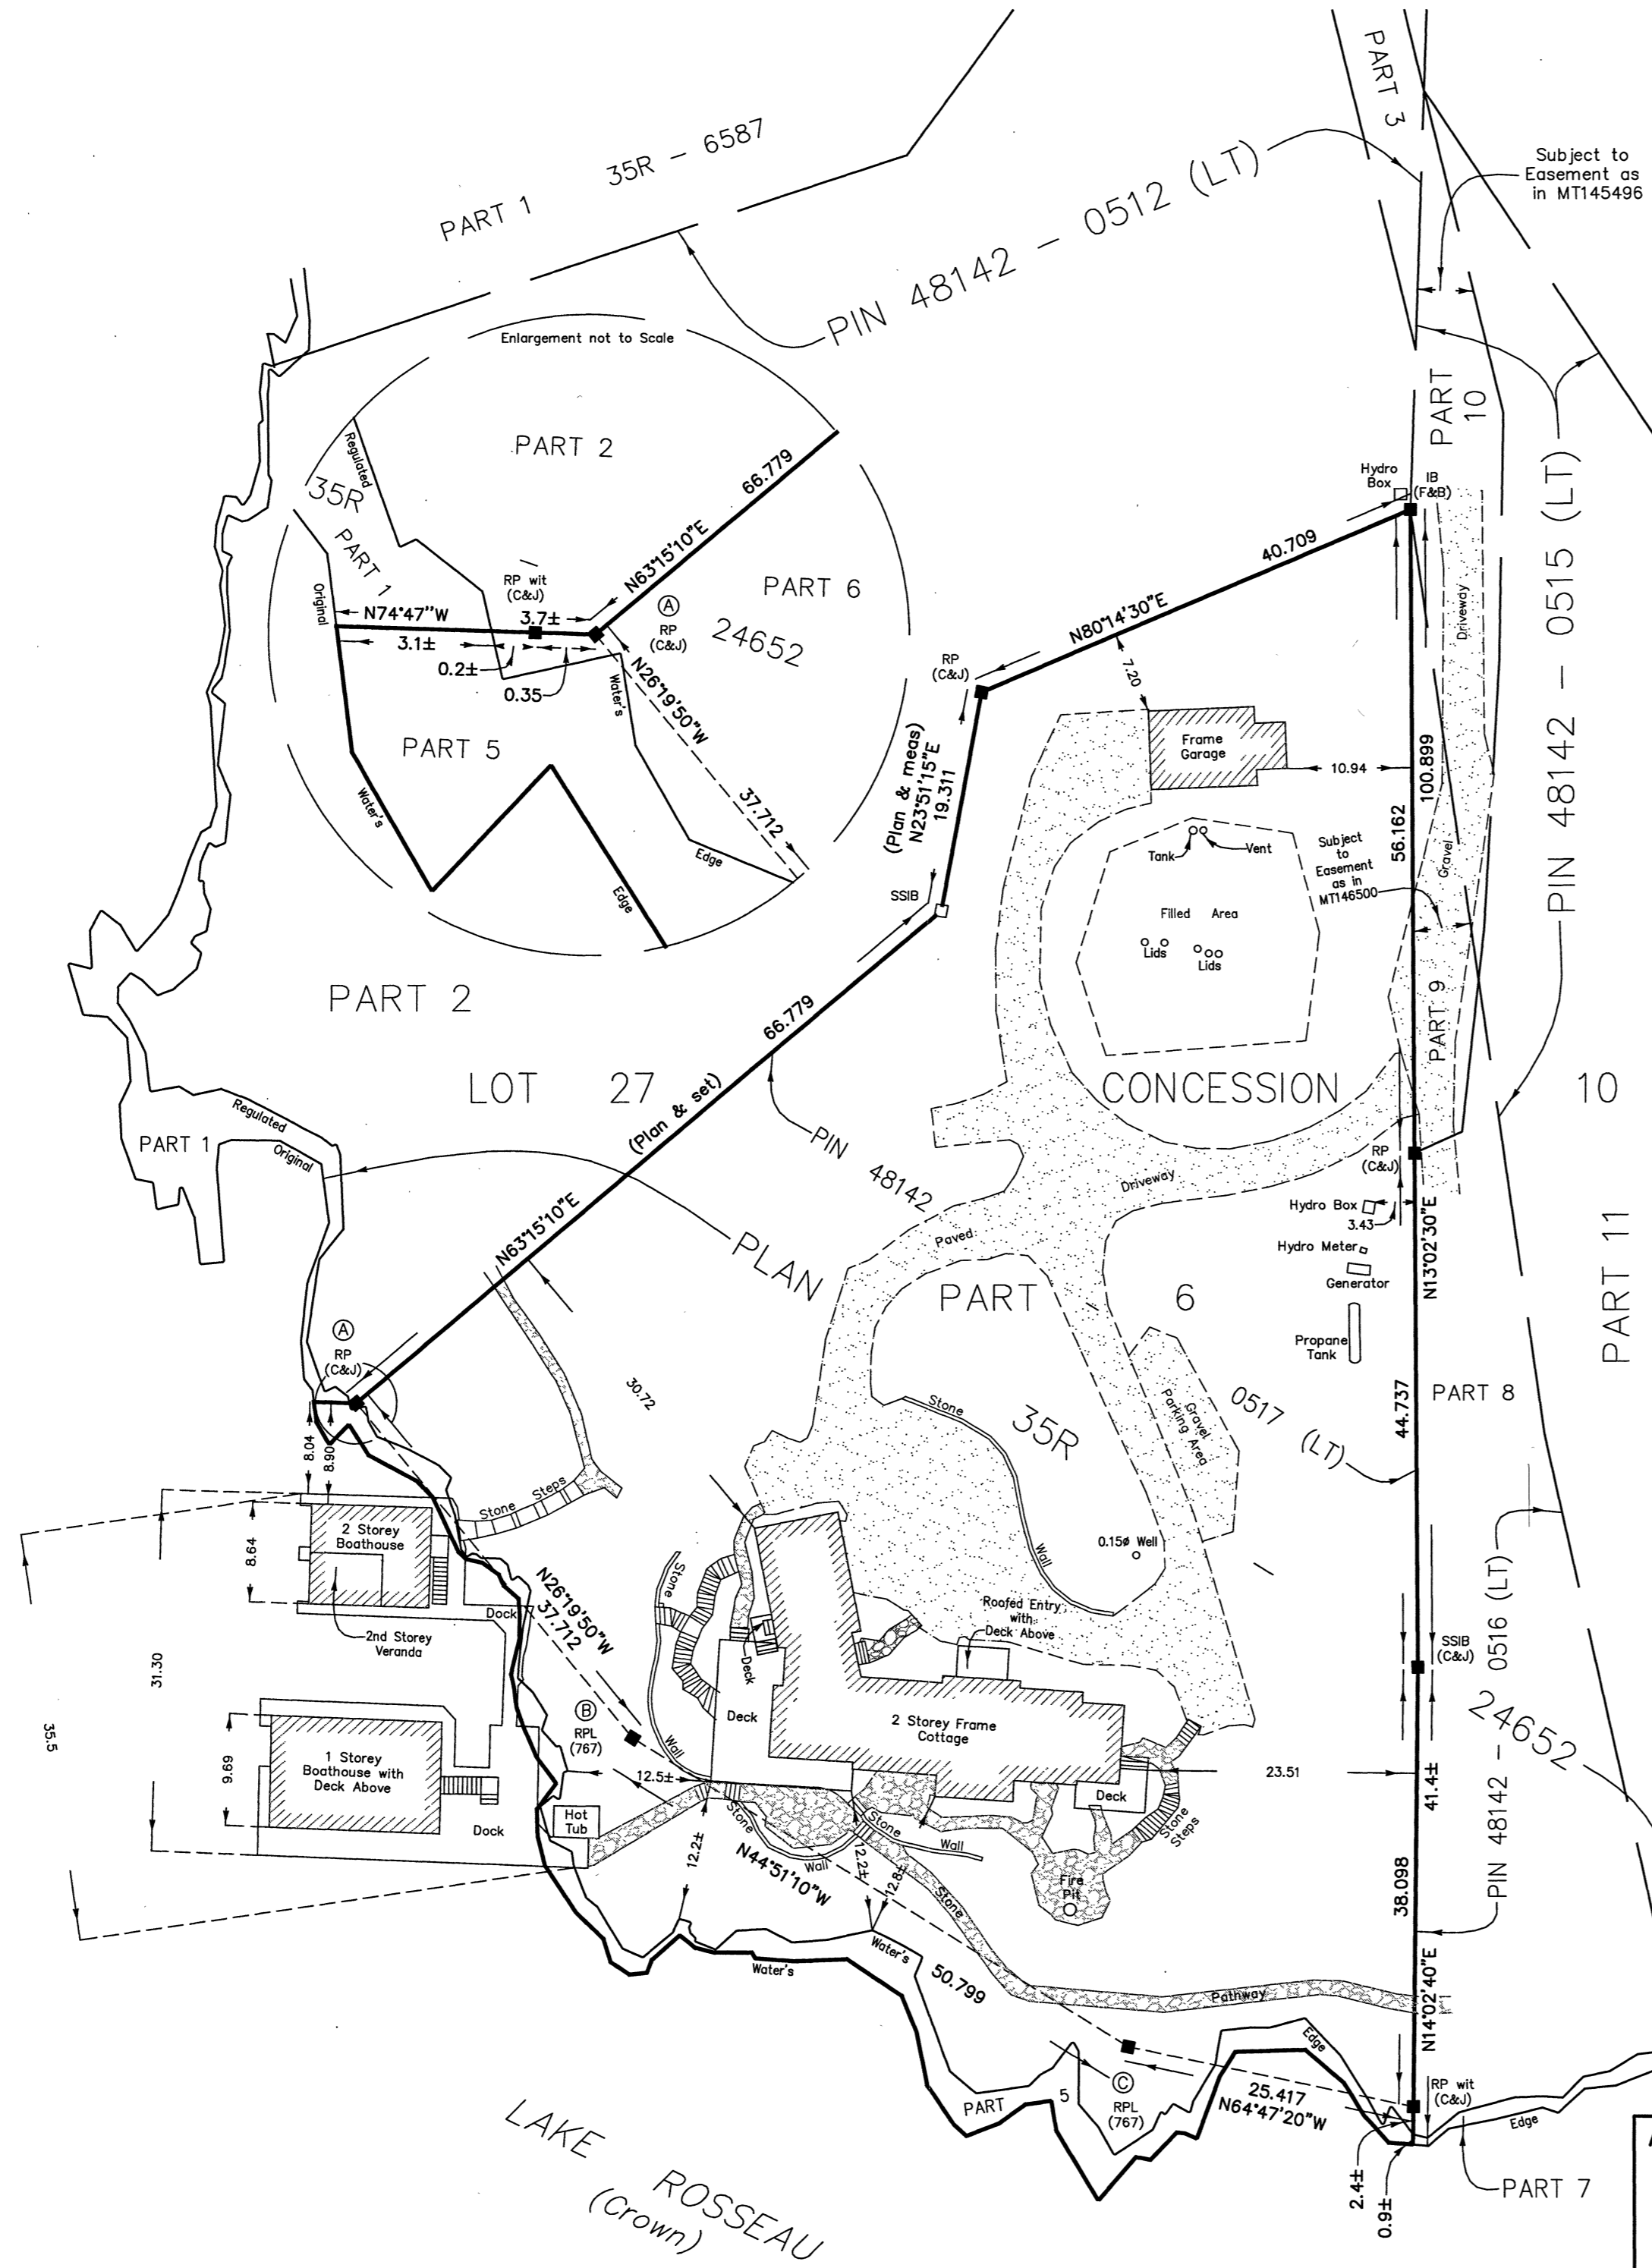 PART 3
35R - 6587
PART 1
Subject to
Easement as
in MT145496
PIN 48142 - 0512 (LT)
Enlargement not to Scale
PART 2
Regulated
35R
PART 1
Original
66.779
N63°15'10"E
RP wit
(C&J)
N74°47"W
3.7±
3.1±
0.2±
0.35
A
RP
(C&J)
PART 6
24652
N26°19'50"W
37.712
Water's
Edge
PART 5
Water's
Edge
PART
10
Hydro
Box
IB
(F&B)
PIN 48142 - 0515 (LT)
40.709
N80°14'30"E
RP
(C&J)
7.20
Driveway
Frame
Garage
10.94
100.899
56.162
(Plan & meas)
N23°51'15"E
19.311
SSIB
Tank
Vent
Subject
to
Easement
as in
MT146500
Gravel
Filled Area
Lids
Lids
PART 9
PART 2
66.779
(Plan & set)
N63°15'10"E
LOT 27
CONCESSION
10
Regulated
PART 1
Original
PIN 48142
Driveway
RP
(C&J)
Hydro Box
3.43
Hydro Meter
Generator
Propane
Tank
N13°02'30"E
PLAN
Paved
PART 6
PART 11
A
RP
(C&J)
30.72
Stone
35R
Gravel
Parking Area
0517 (LT)
44.737
PART 8
8.04
8.90
8.64
2 Storey
Boathouse
Stone Steps
2nd Storey
Veranda
Dock
N26°19'50"W
37.712
Stone
Wall
0.15ø Well
Roofed Entry
with
Deck Above
Wall
Deck
Deck
SSIB
(C&J)
PIN 48142 - 0516 (LT)
24652
31.30
35.5
9.69
1 Storey
Boathouse with
Deck Above
Dock
B
RPL
(767)
12.5±
Hot
Tub
2 Storey Frame
Cottage
Deck
23.51
41.4±
Stone
Steps
Stone
Wall
Stone
Wall
12.2±
12.2±
12.8±
N44°51'10"W
50.799
Stone
Fire
Pit
38.098
Water's
Water's
Pathway
N14°02'40"E
Edge
PART 5
C
RPL
(767)
25.417
N64°47'20"W
RP wit
(C&J)
Edge
2.4±
0.9±
PART 7
LAKE ROSSEAU
(Crown)